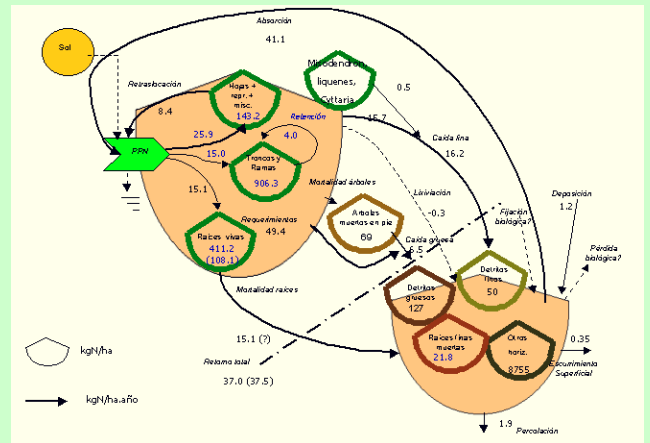 Absorción
41.1
Sol
Misodendron,
liquenes,
Cyttaria
0.5
Retraslocación
8.4
Hojas +
repr. +
misc.
143.2
Retención
4.0
15.7
Caída fina
16.2
PPN
25.9
15.0
Troncos y
Ramas
906.3
15.1
Mortalidad árboles
Lixiviación
-0.3
Fijación
biológica?
Deposición
1.2
Requerimientos
49.4
Arboles
muertos en pie
69
Raíces vivas
411.2
(108.1)
Caída gruesa
6.5
Pérdida
biológica?
Detritos
finos
50
Detritos
gruesos
127
Mortalidad raíces
15.1 (?)
Raíces finas
muertas
21.8
Otros
horiz.
8755
0.35
Escurrimiento
Superficial
Retorno total
37.0 (37.5)
kgN/ha
kgN/ha.año
1.9
Percolación